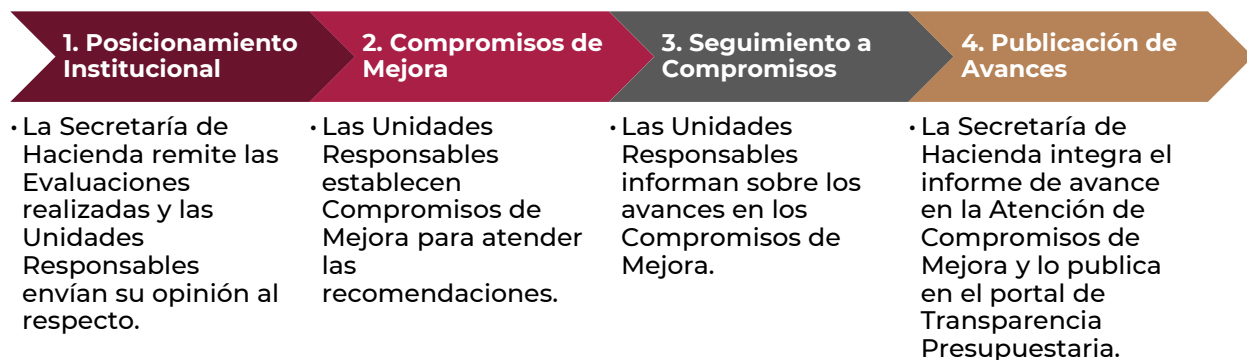 1. Posicionamiento
Institucional
· La Secretaría de
Hacienda remite las
Evaluaciones
realizadas y las
Unidades
Responsables
envían su opinión al
respecto.
2. Compromisos de
Mejora
· Las Unidades
Responsables
establecen
Compromisos de
Mejora para atender
las
recomendaciones.
3. Seguimiento a
Compromisos
· Las Unidades
Responsables
informan sobre los
avances en los
Compromisos de
Mejora.
4. Publicación de
Avances
· La Secretaría de
Hacienda integra el
informe de avance
en la Atención de
Compromisos de
Mejora y lo publica
en el portal de
Transparencia
Presupuestaria.